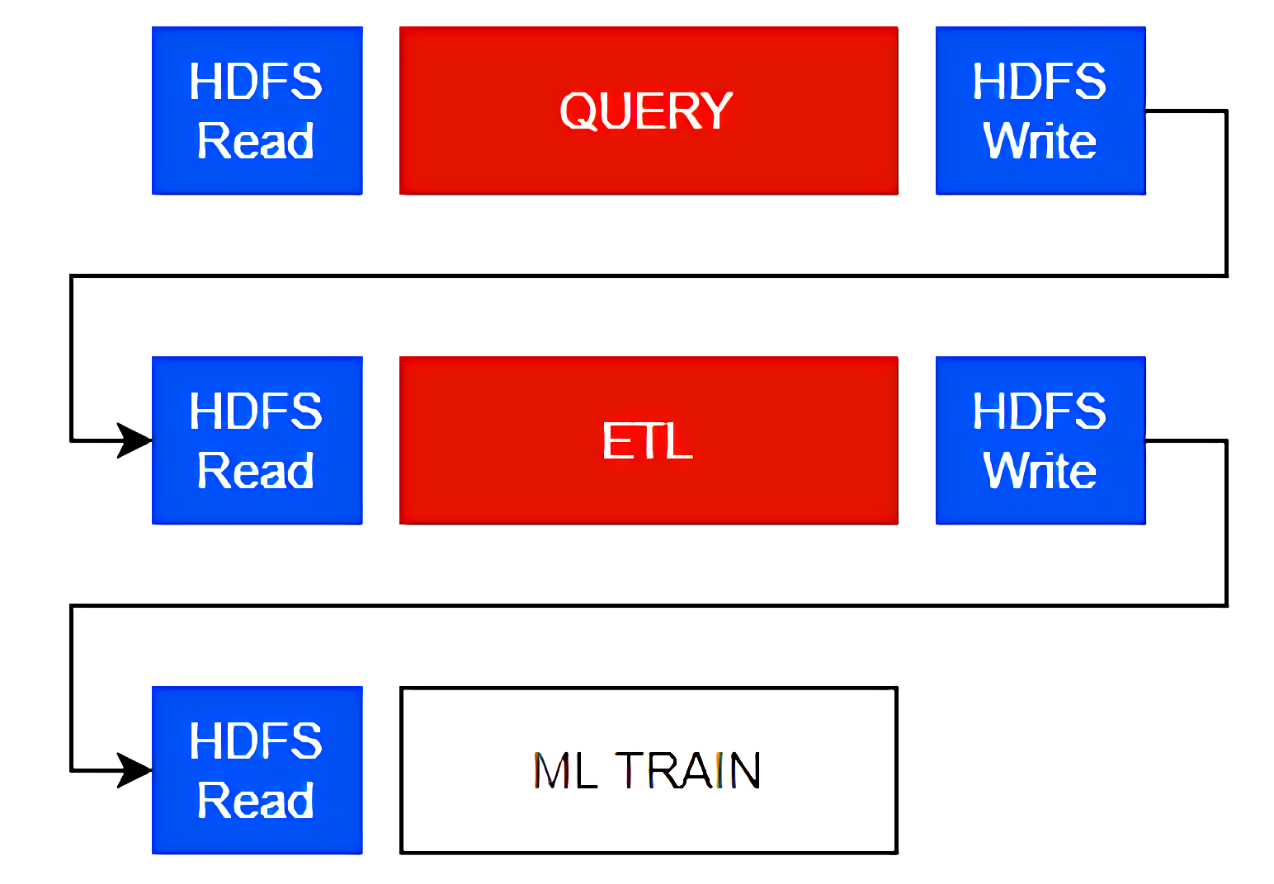 HDFS
Read
QUERY
HDFS
Write
HDFS
Read
ETL
HDFS
Write
HDFS
Read
ML TRAIN